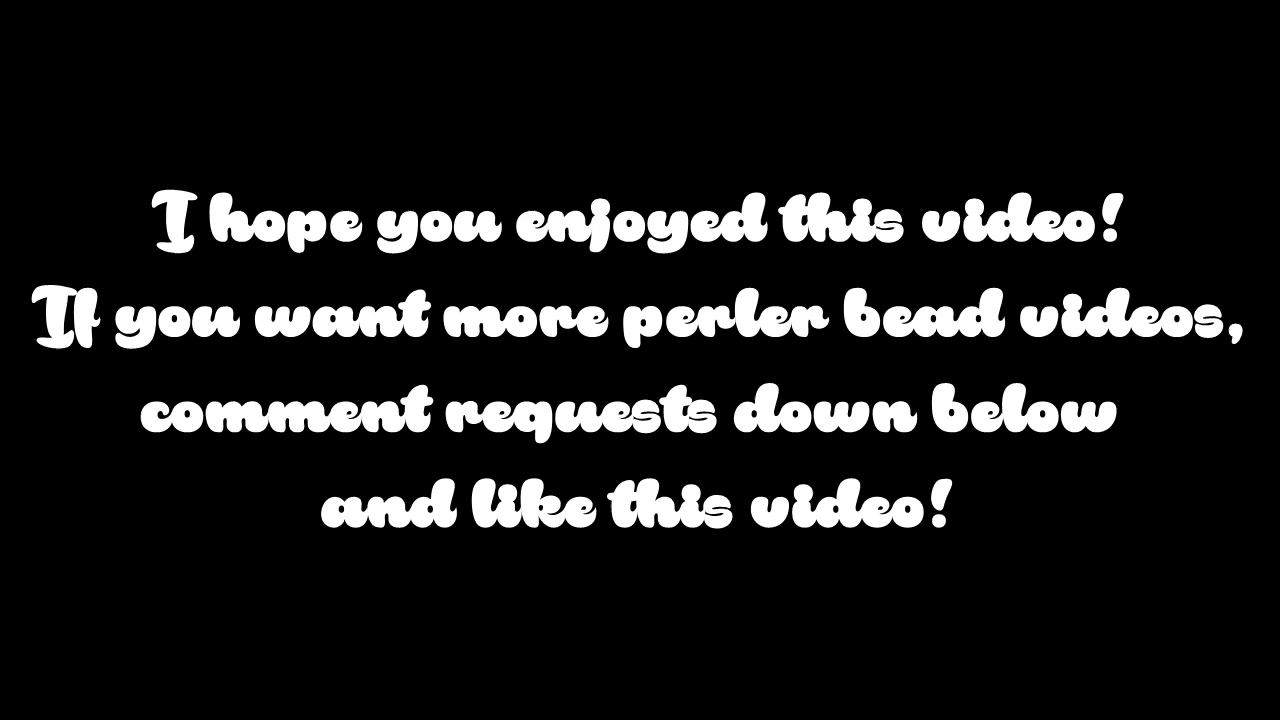 I hope you enjoyed this video!
If you want more perler bead videos,
comment requests down below
and like this video!